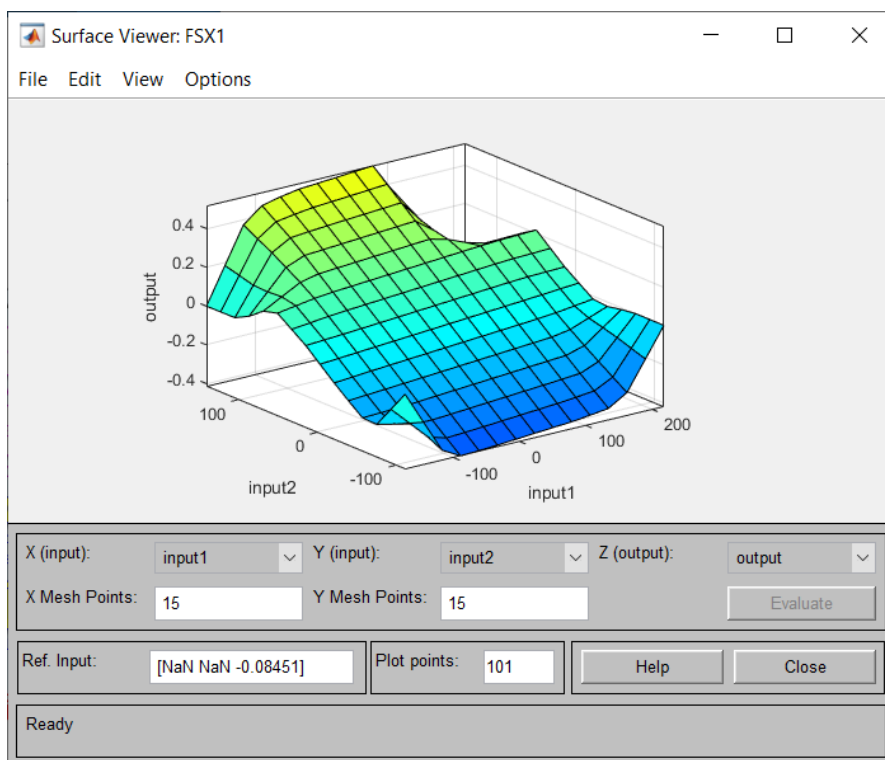 Surface Viewer: FSX1
File Edit View Options
0.4
0.2
0
-0.2
-0.4
output
100
0
-100
input2
-100
0
100
200
input1
X (input): input1 Y (input): input2 Z (output): output
X Mesh Points: 15 Y Mesh Points: 15 Evaluate
Ref. Input: [NaN NaN -0.08451] Plot points: 101 Help Close
Ready